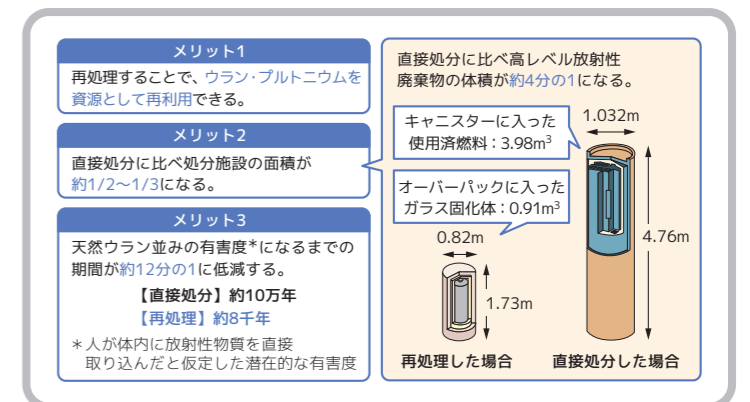 メリット1
再処理することで、ウラン・プルトニウムを
資源として再利用できる。
メリット2
直接処分に比べ処分施設の面積が
約1/2～1/3になる。
メリット3
天然ウラン並みの有害度*になるまでの
期間が約12分の1に低減する。
【直接処分】約10万年
【再処理】約8千年
＊人が体内に放射性物質を直接
取り込んだと仮定した潜在的な有害度
直接処分に比べ高レベル放射性
廃棄物の体積が約4分の1になる。
キャニスターに入った
使用済燃料：3.98m³
1.032m
オーバーパックに入った
ガラス固化体：0.91m³
0.82m
4.76m
1.73m
再処理した場合
直接処分した場合